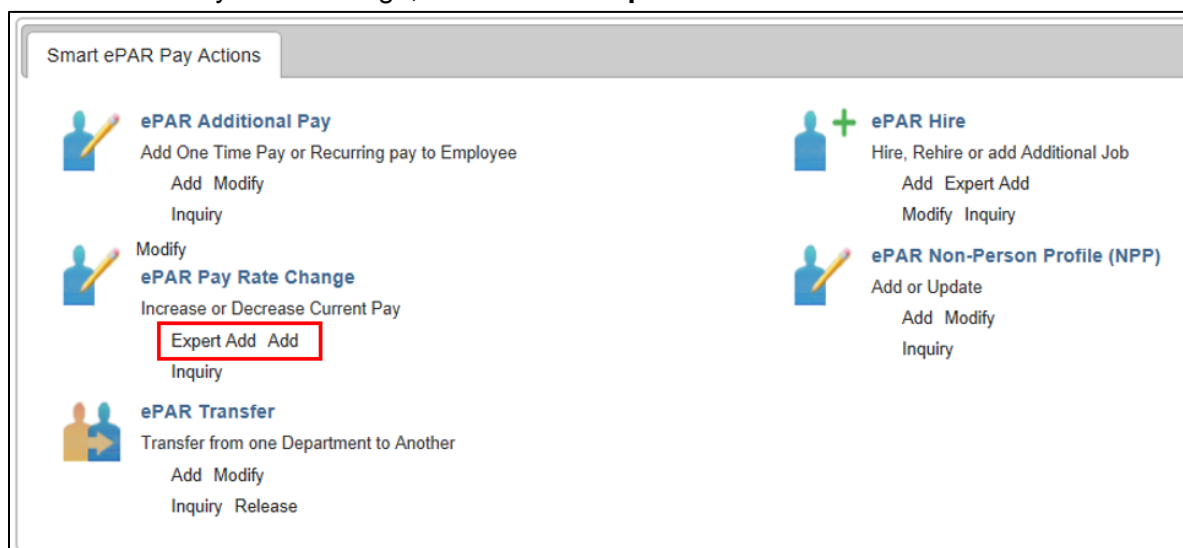 Smart ePAR Pay Actions
ePAR Additional Pay
Add One Time Pay or Recurring pay to Employee
Add Modify
Inquiry
Modify
ePAR Pay Rate Change
Increase or Decrease Current Pay
Expert Add Add
Inquiry
ePAR Transfer
Transfer from one Department to Another
Add Modify
Inquiry Release
ePAR Hire
Hire, Rehire or add Additional Job
Add Expert Add
Modify Inquiry
ePAR Non-Person Profile (NPP)
Add or Update
Add Modify
Inquiry